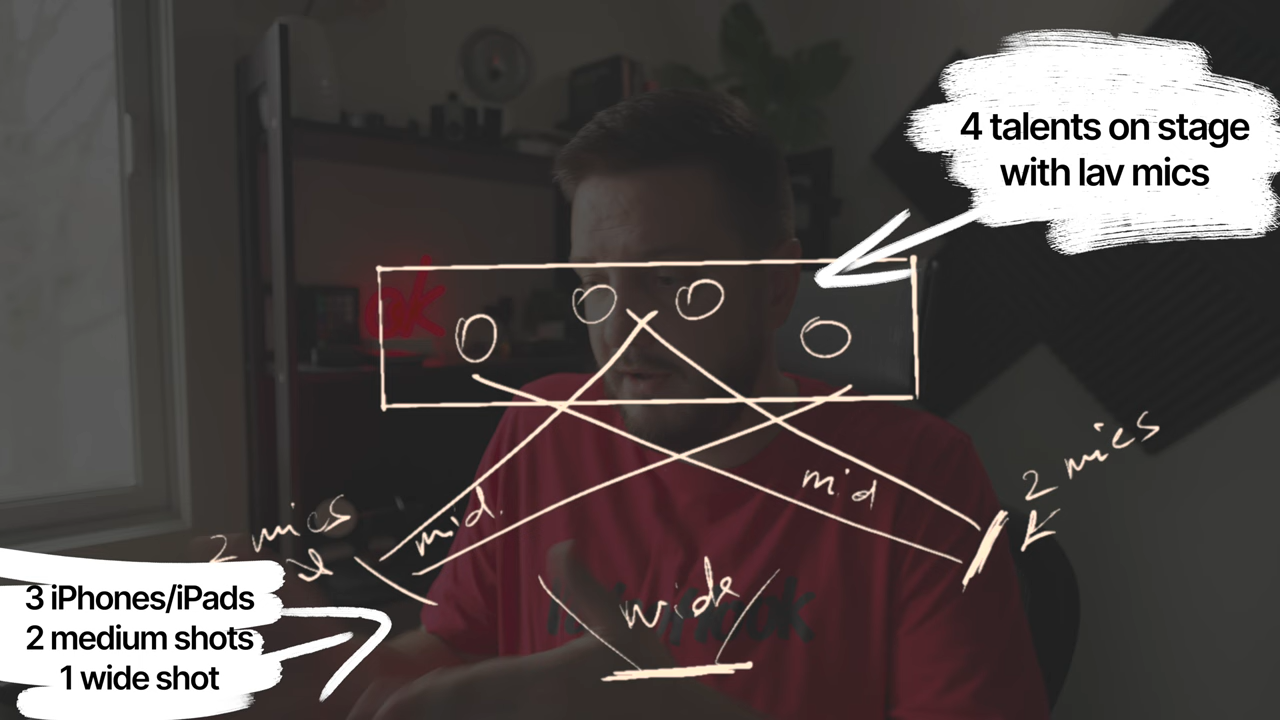 4 talents on stage
with lav mics
ok
2 mics
mid
2 mics
mid.
wide
3 iPhones/iPads
2 medium shots
1 wide shot